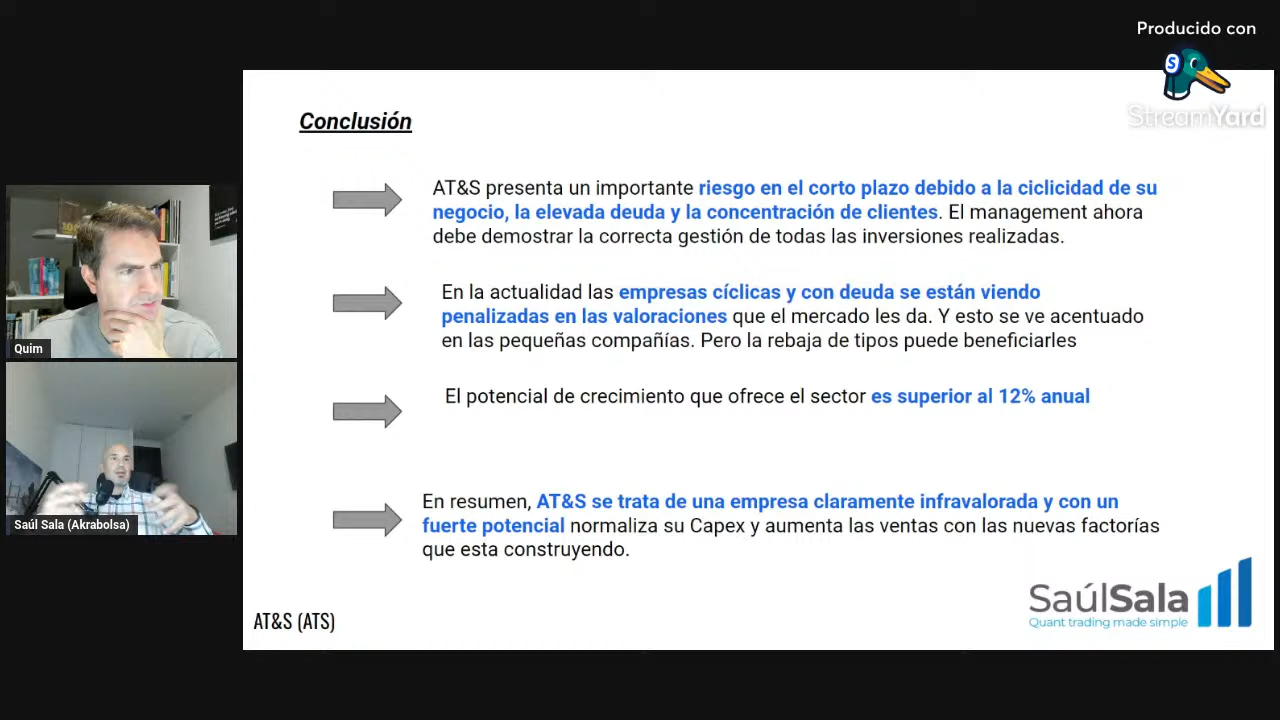 Producido con
StreamYard
Conclusión
AT&S presenta un importante riesgo en el corto plazo debido a la ciclicidad de su
negocio, la elevada deuda y la concentración de clientes. El management ahora
debe demostrar la correcta gestión de todas las inversiones realizadas.
En la actualidad las empresas cíclicas y con deuda se están viendo
penalizadas en las valoraciones que el mercado les da. Y esto se ve acentuado
en las pequeñas compañías. Pero la rebaja de tipos puede beneficiarles
El potencial de crecimiento que ofrece el sector es superior al 12% anual
En resumen, AT&S se trata de una empresa claramente infravalorada y con un
fuerte potencial normaliza su Capex y aumenta las ventas con las nuevas factorías
que esta construyendo.
AT&S (ATS)
SaúlSala
Quant trading made simple
Quim
Saúl Sala (Akrabolsa)